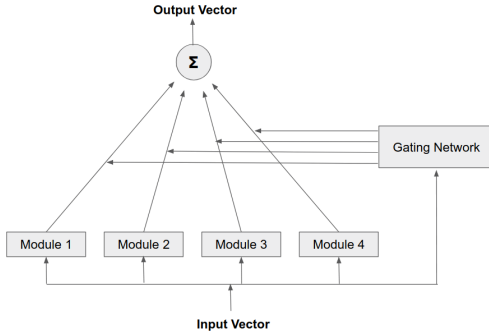 Output Vector
Σ
Gating Network
Module 1
Module 2
Module 3
Module 4
Input Vector